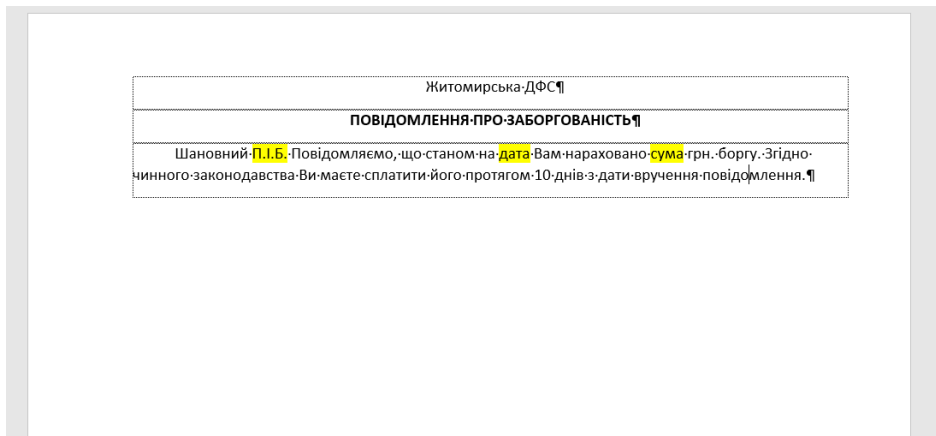 Житомирська ДФС¶
ПОВІДОМЛЕННЯ·ПРО·ЗАБОРГОВАНІСТЬ¶
Шановний·П.І.Б.·Повідомляємо,·що·станом·на·дата·Вам·нараховано·сума·грн.·боргу.·Згідно·
чинного·законодавства·Ви·маєте·сплатити·його·протягом·10·днів·з·дати·вручення·повідомлення.¶